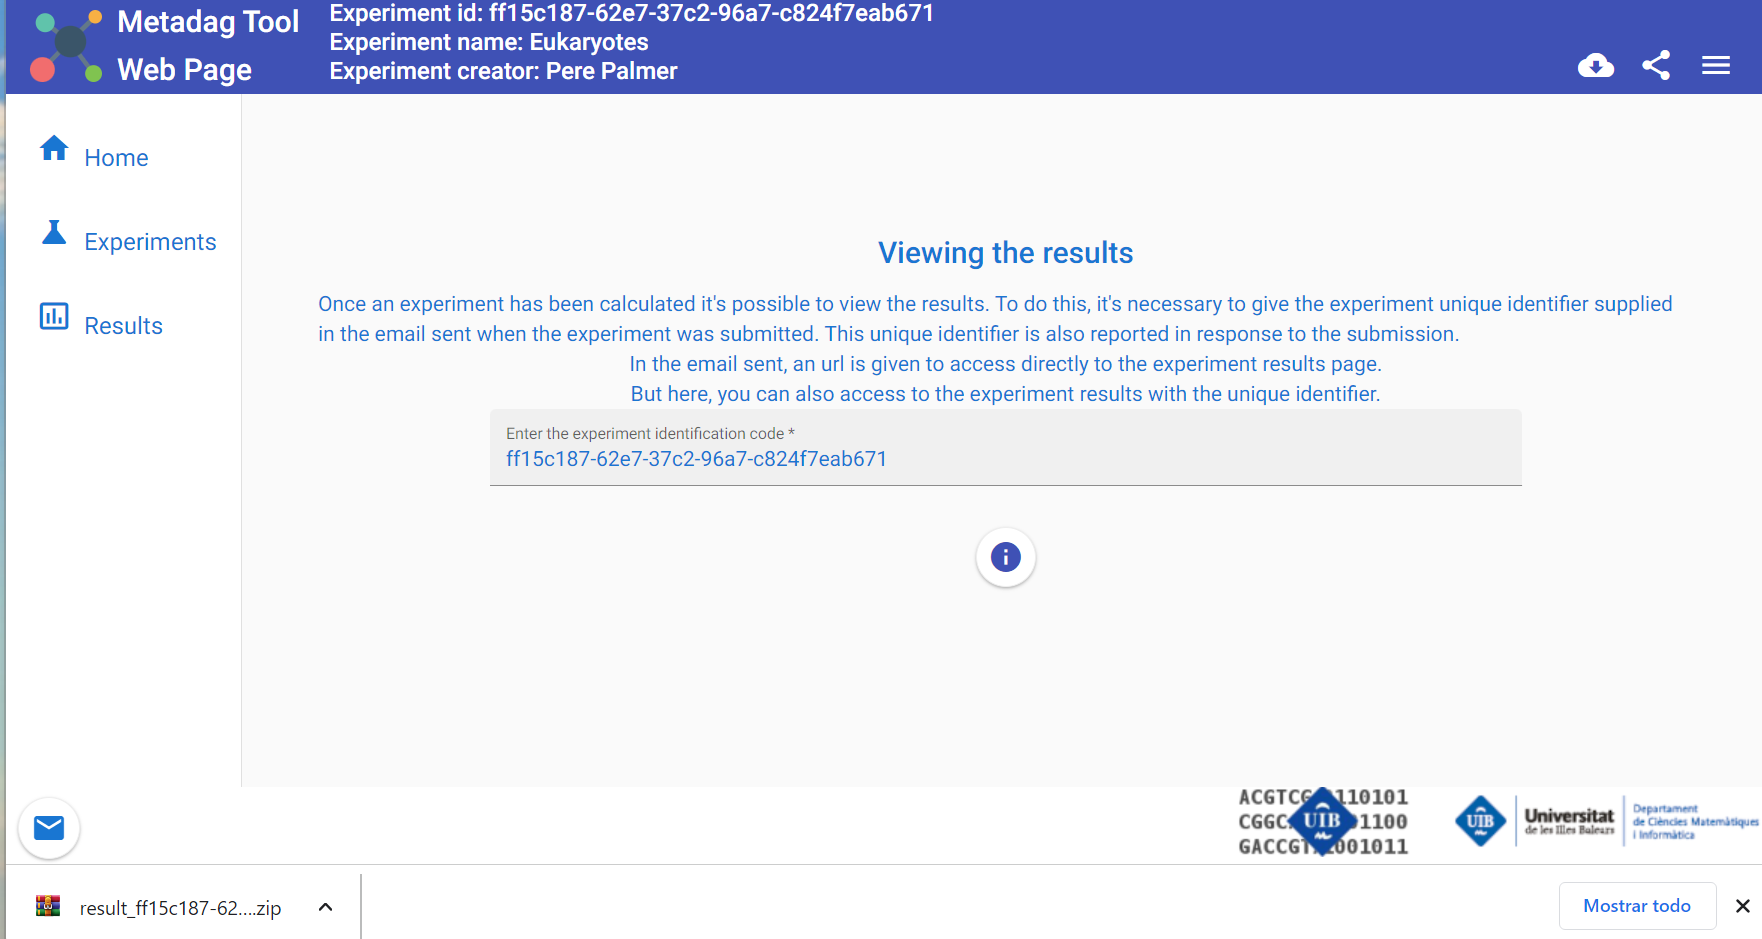 Metadag Tool
Web Page
Experiment id: ff15c187-62e7-37c2-96a7-c824f7eab671
Experiment name: Eukaryotes
Experiment creator: Pere Palmer
Home
Experiments
Results
Viewing the results
Once an experiment has been calculated it's possible to view the results. To do this, it's necessary to give the experiment unique identifier supplied
in the email sent when the experiment was submitted. This unique identifier is also reported in response to the submission.
In the email sent, an url is given to access directly to the experiment results page.
But here, you can also access to the experiment results with the unique identifier.
Enter the experiment identification code *
ff15c187-62e7-37c2-96a7-c824f7eab671
ACGTCG 110101
CGGC 1100
GACCGT 001011
UIB
UIB
Universitat
de les Illes Balears
Departament
de Ciències Matemàtiques
i Informàtica
result_ff15c187-62....zip
Mostrar todo